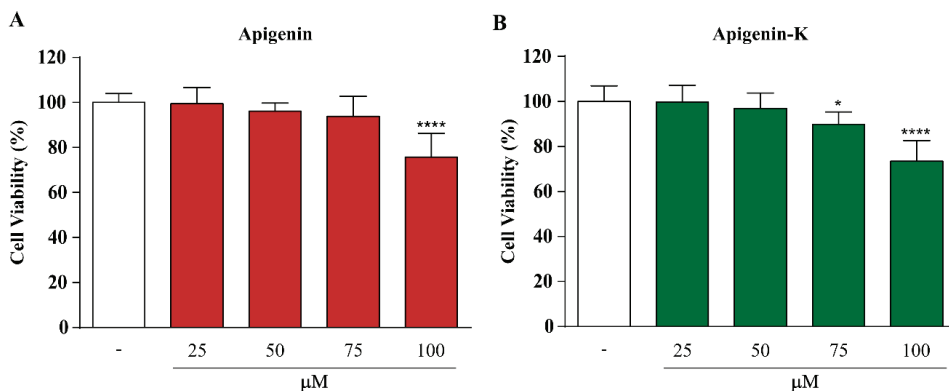 A
Apigenin
Cell Viability (%)
120
100
80
60
40
20
0
****
- 25 50 75 100
μM
B
Apigenin-K
Cell Viability (%)
120
100
80
60
40
20
0
*
****
- 25 50 75 100
μM